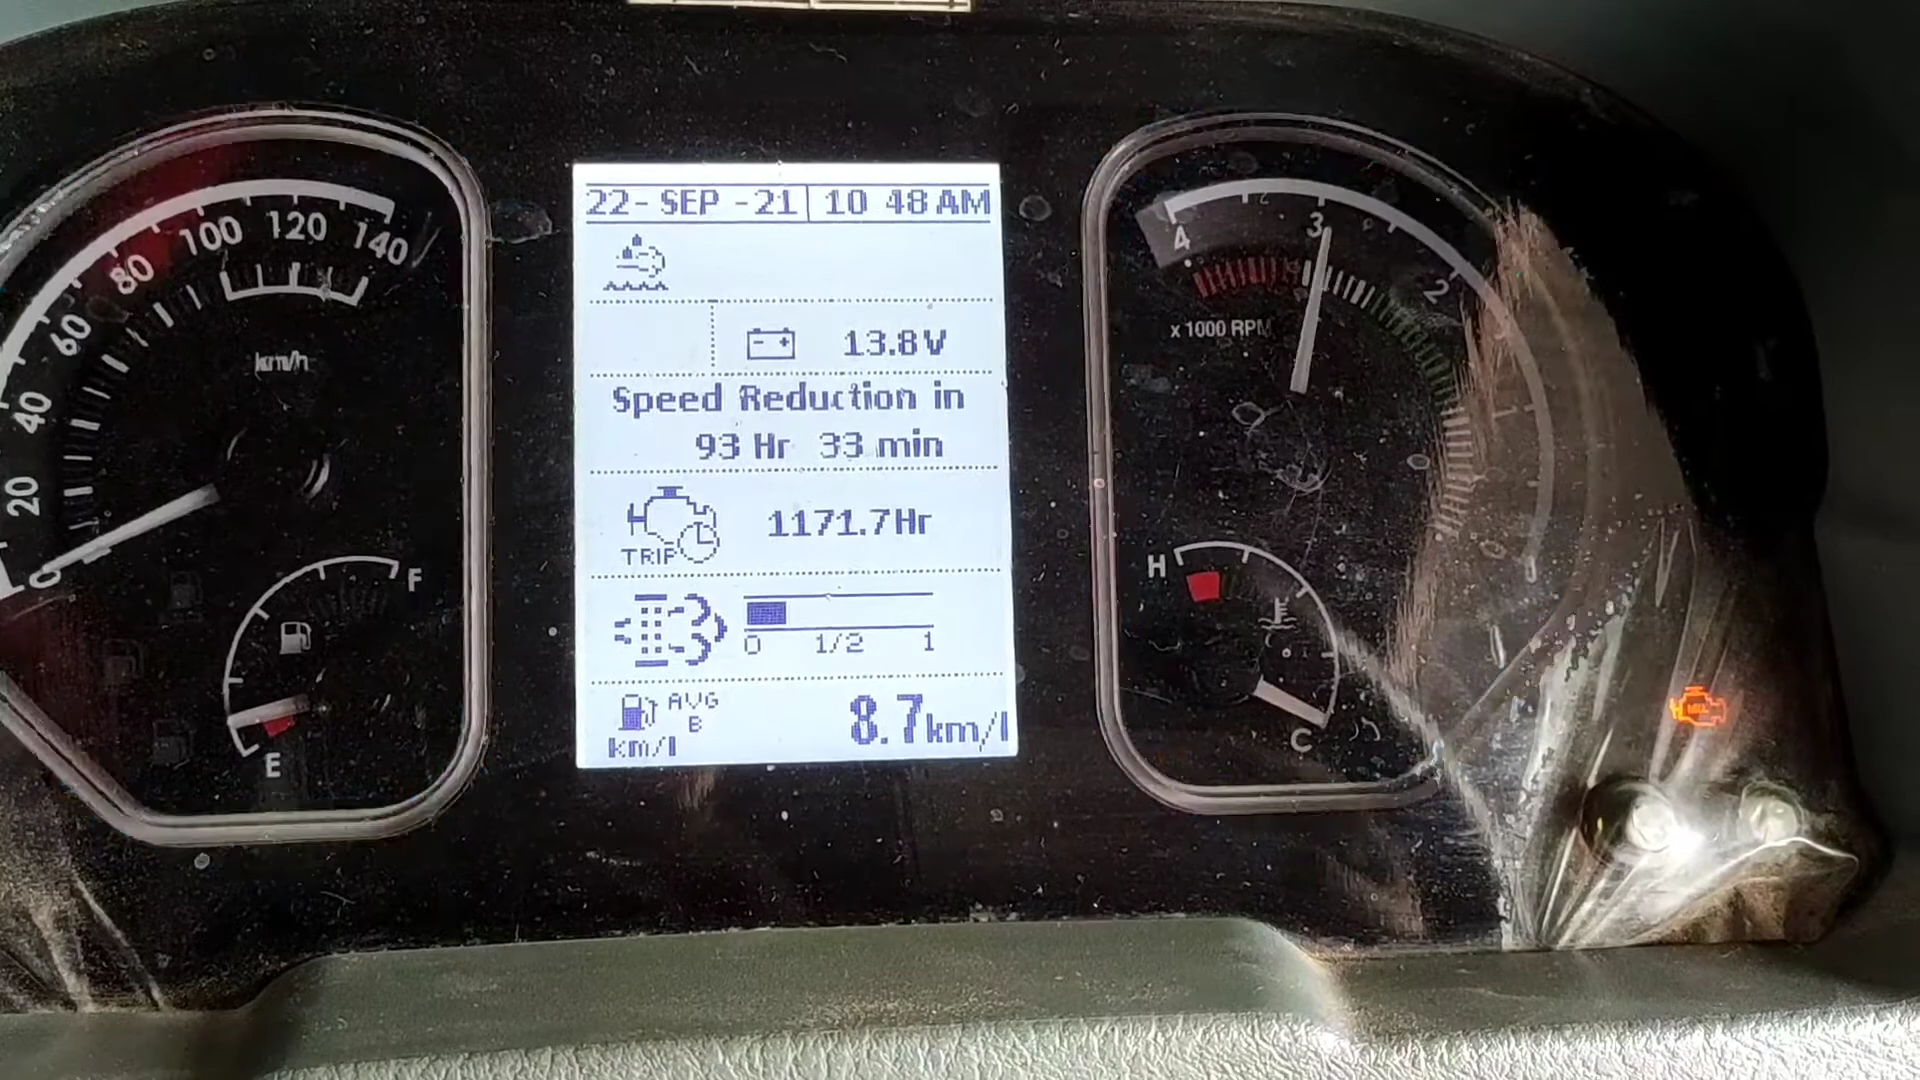 22- SEP -21 10 48 AM
13.8V
Speed Reduction in
93 Hr 33 min
TRIP 1171.7Hr
0 1/2 1
AVG
B
km/l
8.7km/l
0 20 40 60 80 100 120 140
km/h
F
E
4 3 2
x 1000 RPM
H
C